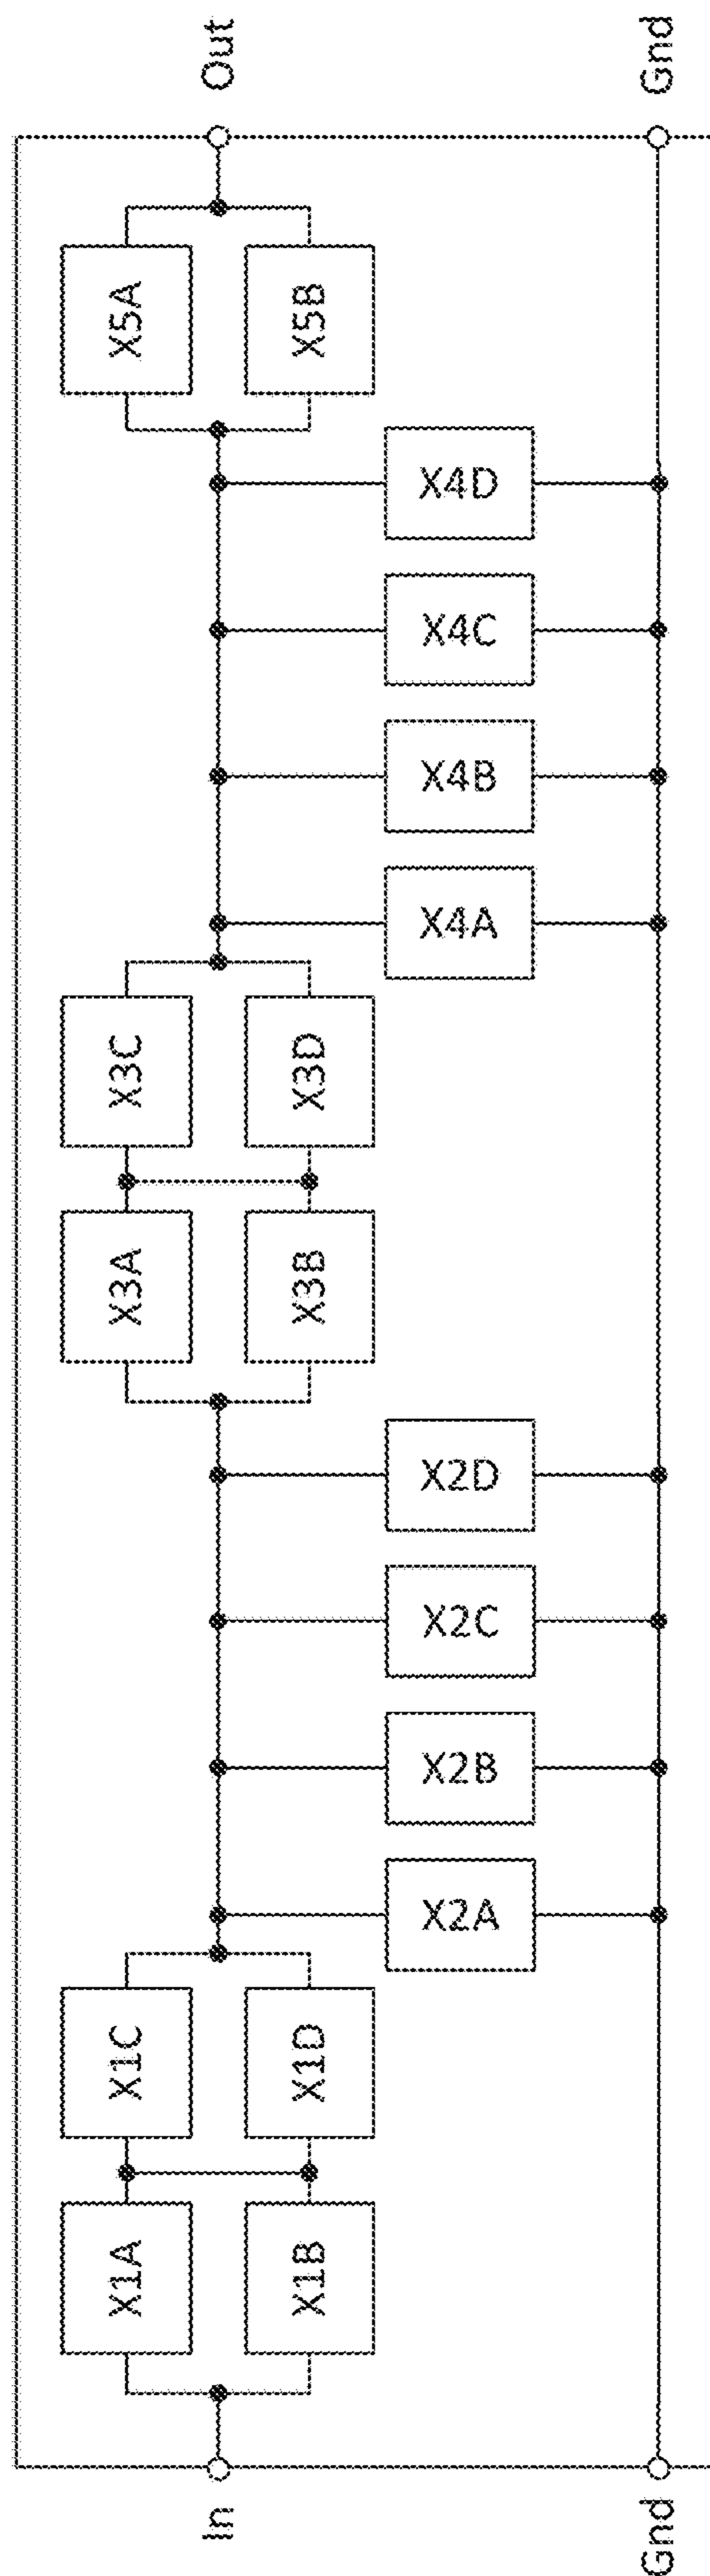 Out
Gnd
X5A
X5B
X4D
X4C
X4B
X4A
X3C
X3D
X3A
X3B
X2D
X2C
X2B
X2A
X1C
X1D
X1A
X1B
In
Gnd